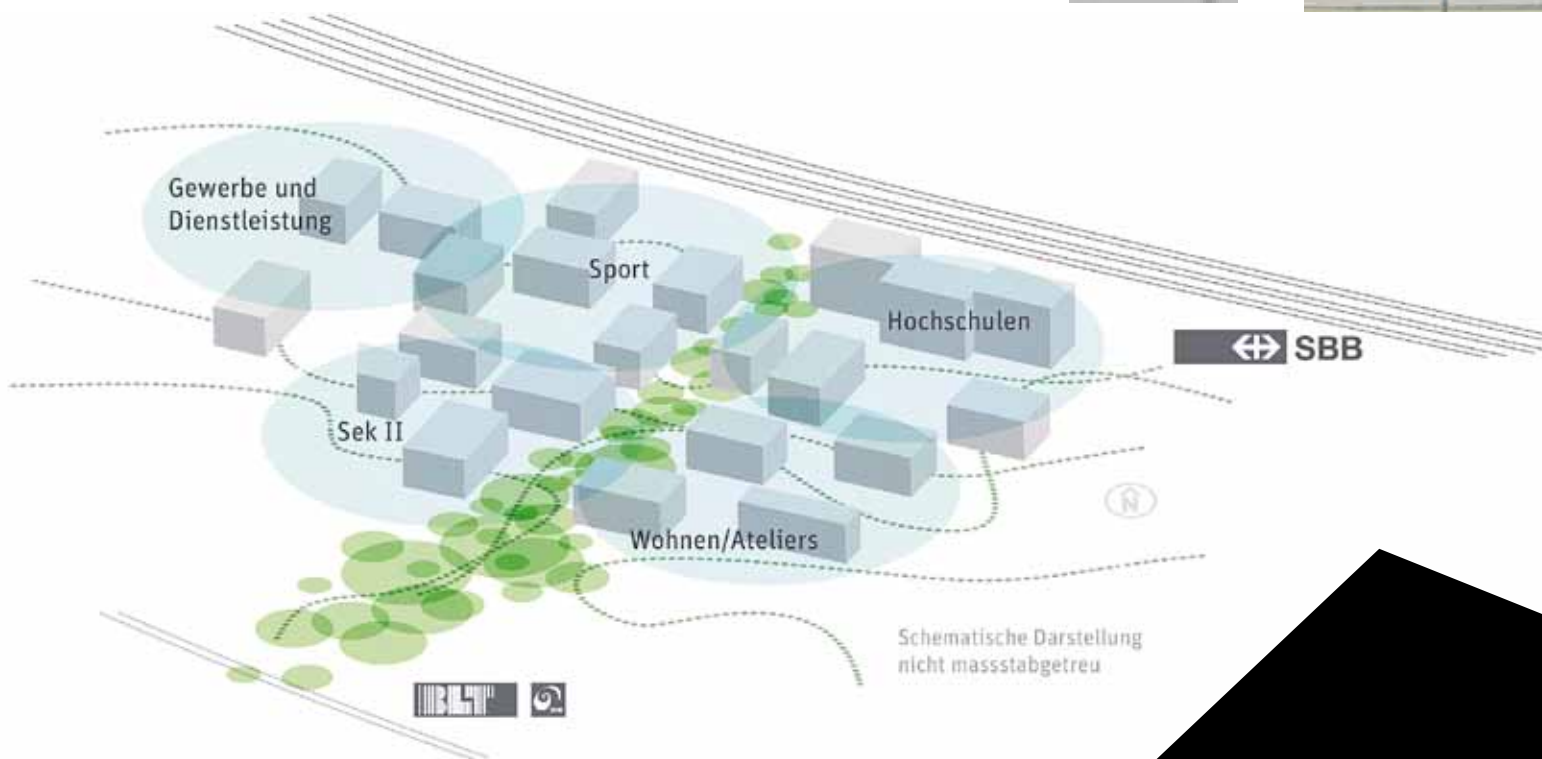 Gewerbe und
Dienstleistung
Sport
Hochschulen
SBB
Sek II
Wohnen/Ateliers
N
Schematische Darstellung
nicht massstabgetreu
BLT